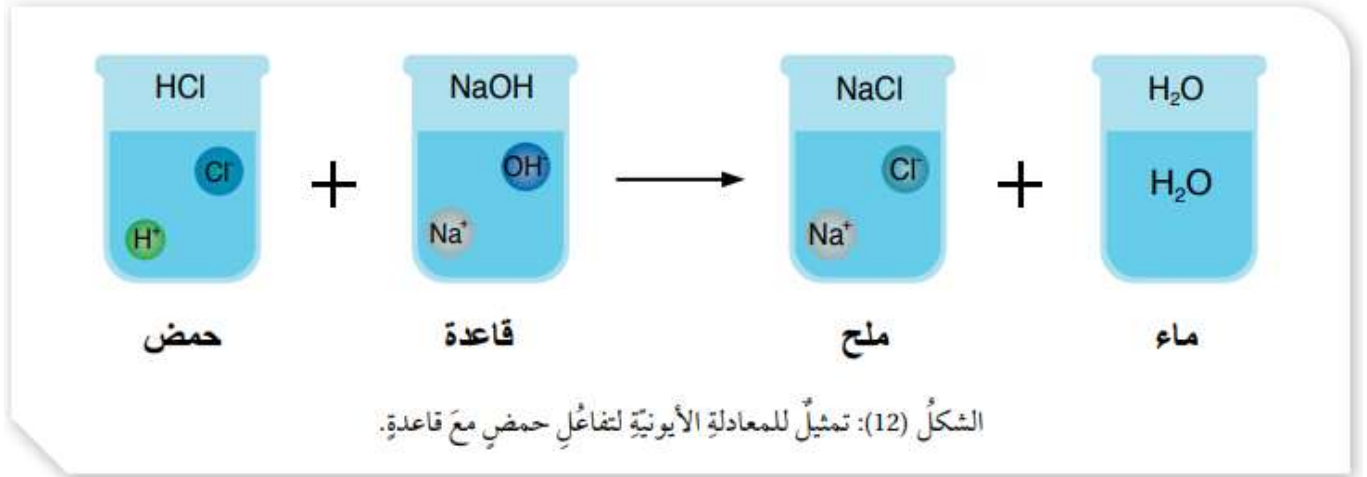 HCl
NaOH
NaCl
H₂O
Cl⁻
OH⁻
Cl⁻
H₂O
H⁺
Na⁺
Na⁺
+
+
حمض
قاعدة
ملح
ماء
الشكلُ (12): تمثيلٌ للمعادلةِ الأيونيّةِ لتفاعُلِ حمضٍ معَ قاعدةٍ.